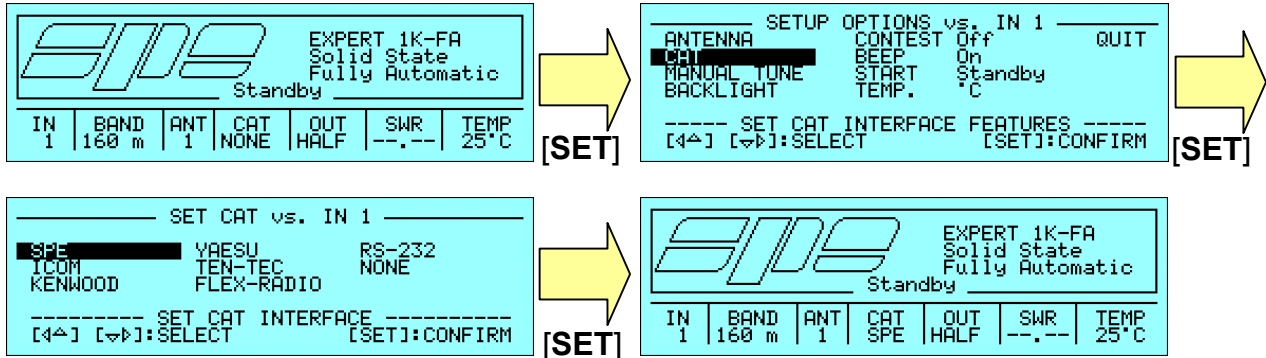 spe
EXPERT 1K-FA
Solid State
Fully Automatic
Standby
IN BAND ANT CAT OUT SWR TEMP
1 160 m 1 NONE HALF --.-- 25°C
[SET]
SETUP OPTIONS vs. IN 1
ANTENNA CONTEST Off QUIT
CAT BEEP On
MANUAL TUNE START Standby
BACKLIGHT TEMP. °C
----- SET CAT INTERFACE FEATURES -----
[◁△] [▽▷]:SELECT [SET]:CONFIRM
[SET]
SET CAT vs. IN 1
SPE YAESU RS-232
ICOM TEN-TEC NONE
KENWOOD FLEX-RADIO
---------- SET CAT INTERFACE ----------
[◁△] [▽▷]:SELECT [SET]:CONFIRM
[SET]
spe
EXPERT 1K-FA
Solid State
Fully Automatic
Standby
IN BAND ANT CAT OUT SWR TEMP
1 160 m 1 SPE HALF --.-- 25°C